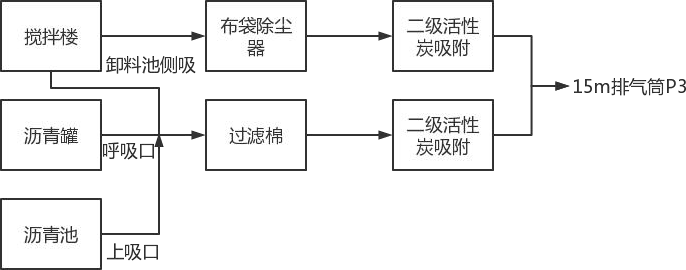 搅拌楼
卸料池侧吸
布袋除尘
器
二级活性
炭吸附
15m排气筒P3
沥青罐
呼吸口
过滤棉
二级活性
炭吸附
沥青池
上吸口